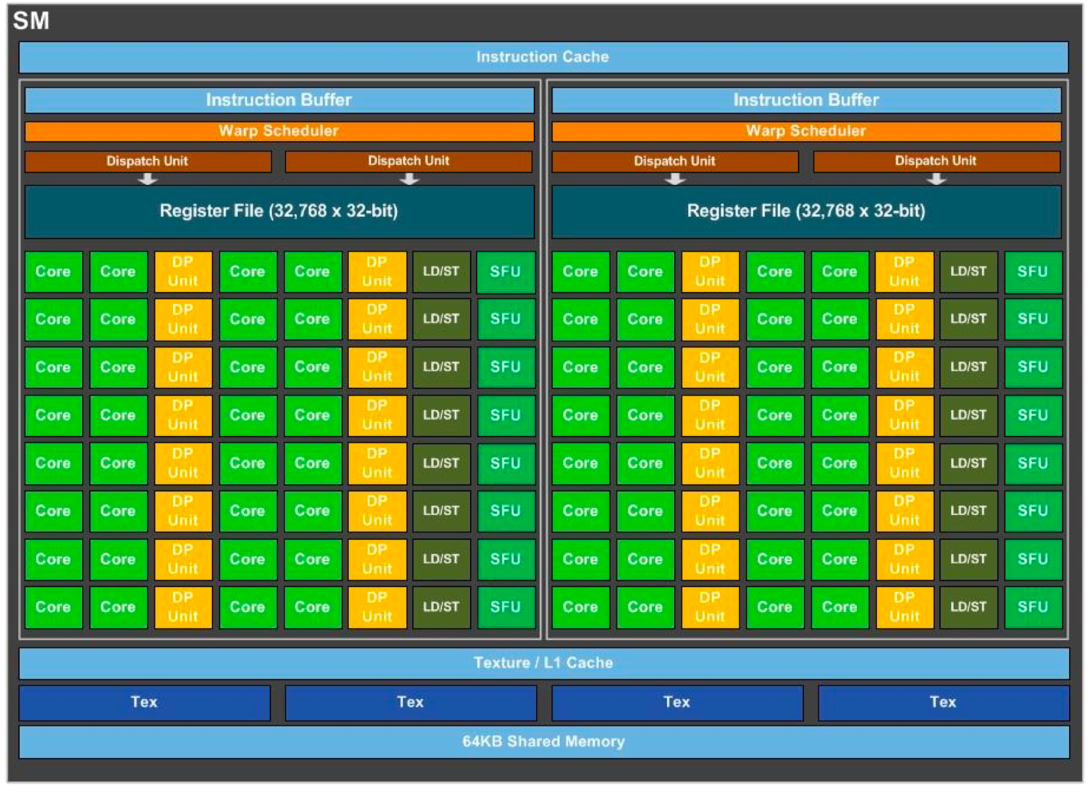 SM
Instruction Cache
Instruction Buffer Instruction Buffer
Warp Scheduler Warp Scheduler
Dispatch Unit Dispatch Unit Dispatch Unit Dispatch Unit
Register File (32,768 x 32-bit) Register File (32,768 x 32-bit)
Core Core DP Unit Core Core DP Unit LD/ST SFU Core Core DP Unit Core Core DP Unit LD/ST SFU
Core Core DP Unit Core Core DP Unit LD/ST SFU Core Core DP Unit Core Core DP Unit LD/ST SFU
Core Core DP Unit Core Core DP Unit LD/ST SFU Core Core DP Unit Core Core DP Unit LD/ST SFU
Core Core DP Unit Core Core DP Unit LD/ST SFU Core Core DP Unit Core Core DP Unit LD/ST SFU
Core Core DP Unit Core Core DP Unit LD/ST SFU Core Core DP Unit Core Core DP Unit LD/ST SFU
Core Core DP Unit Core Core DP Unit LD/ST SFU Core Core DP Unit Core Core DP Unit LD/ST SFU
Core Core DP Unit Core Core DP Unit LD/ST SFU Core Core DP Unit Core Core DP Unit LD/ST SFU
Core Core DP Unit Core Core DP Unit LD/ST SFU Core Core DP Unit Core Core DP Unit LD/ST SFU
Texture / L1 Cache
Tex Tex Tex Tex
64KB Shared Memory